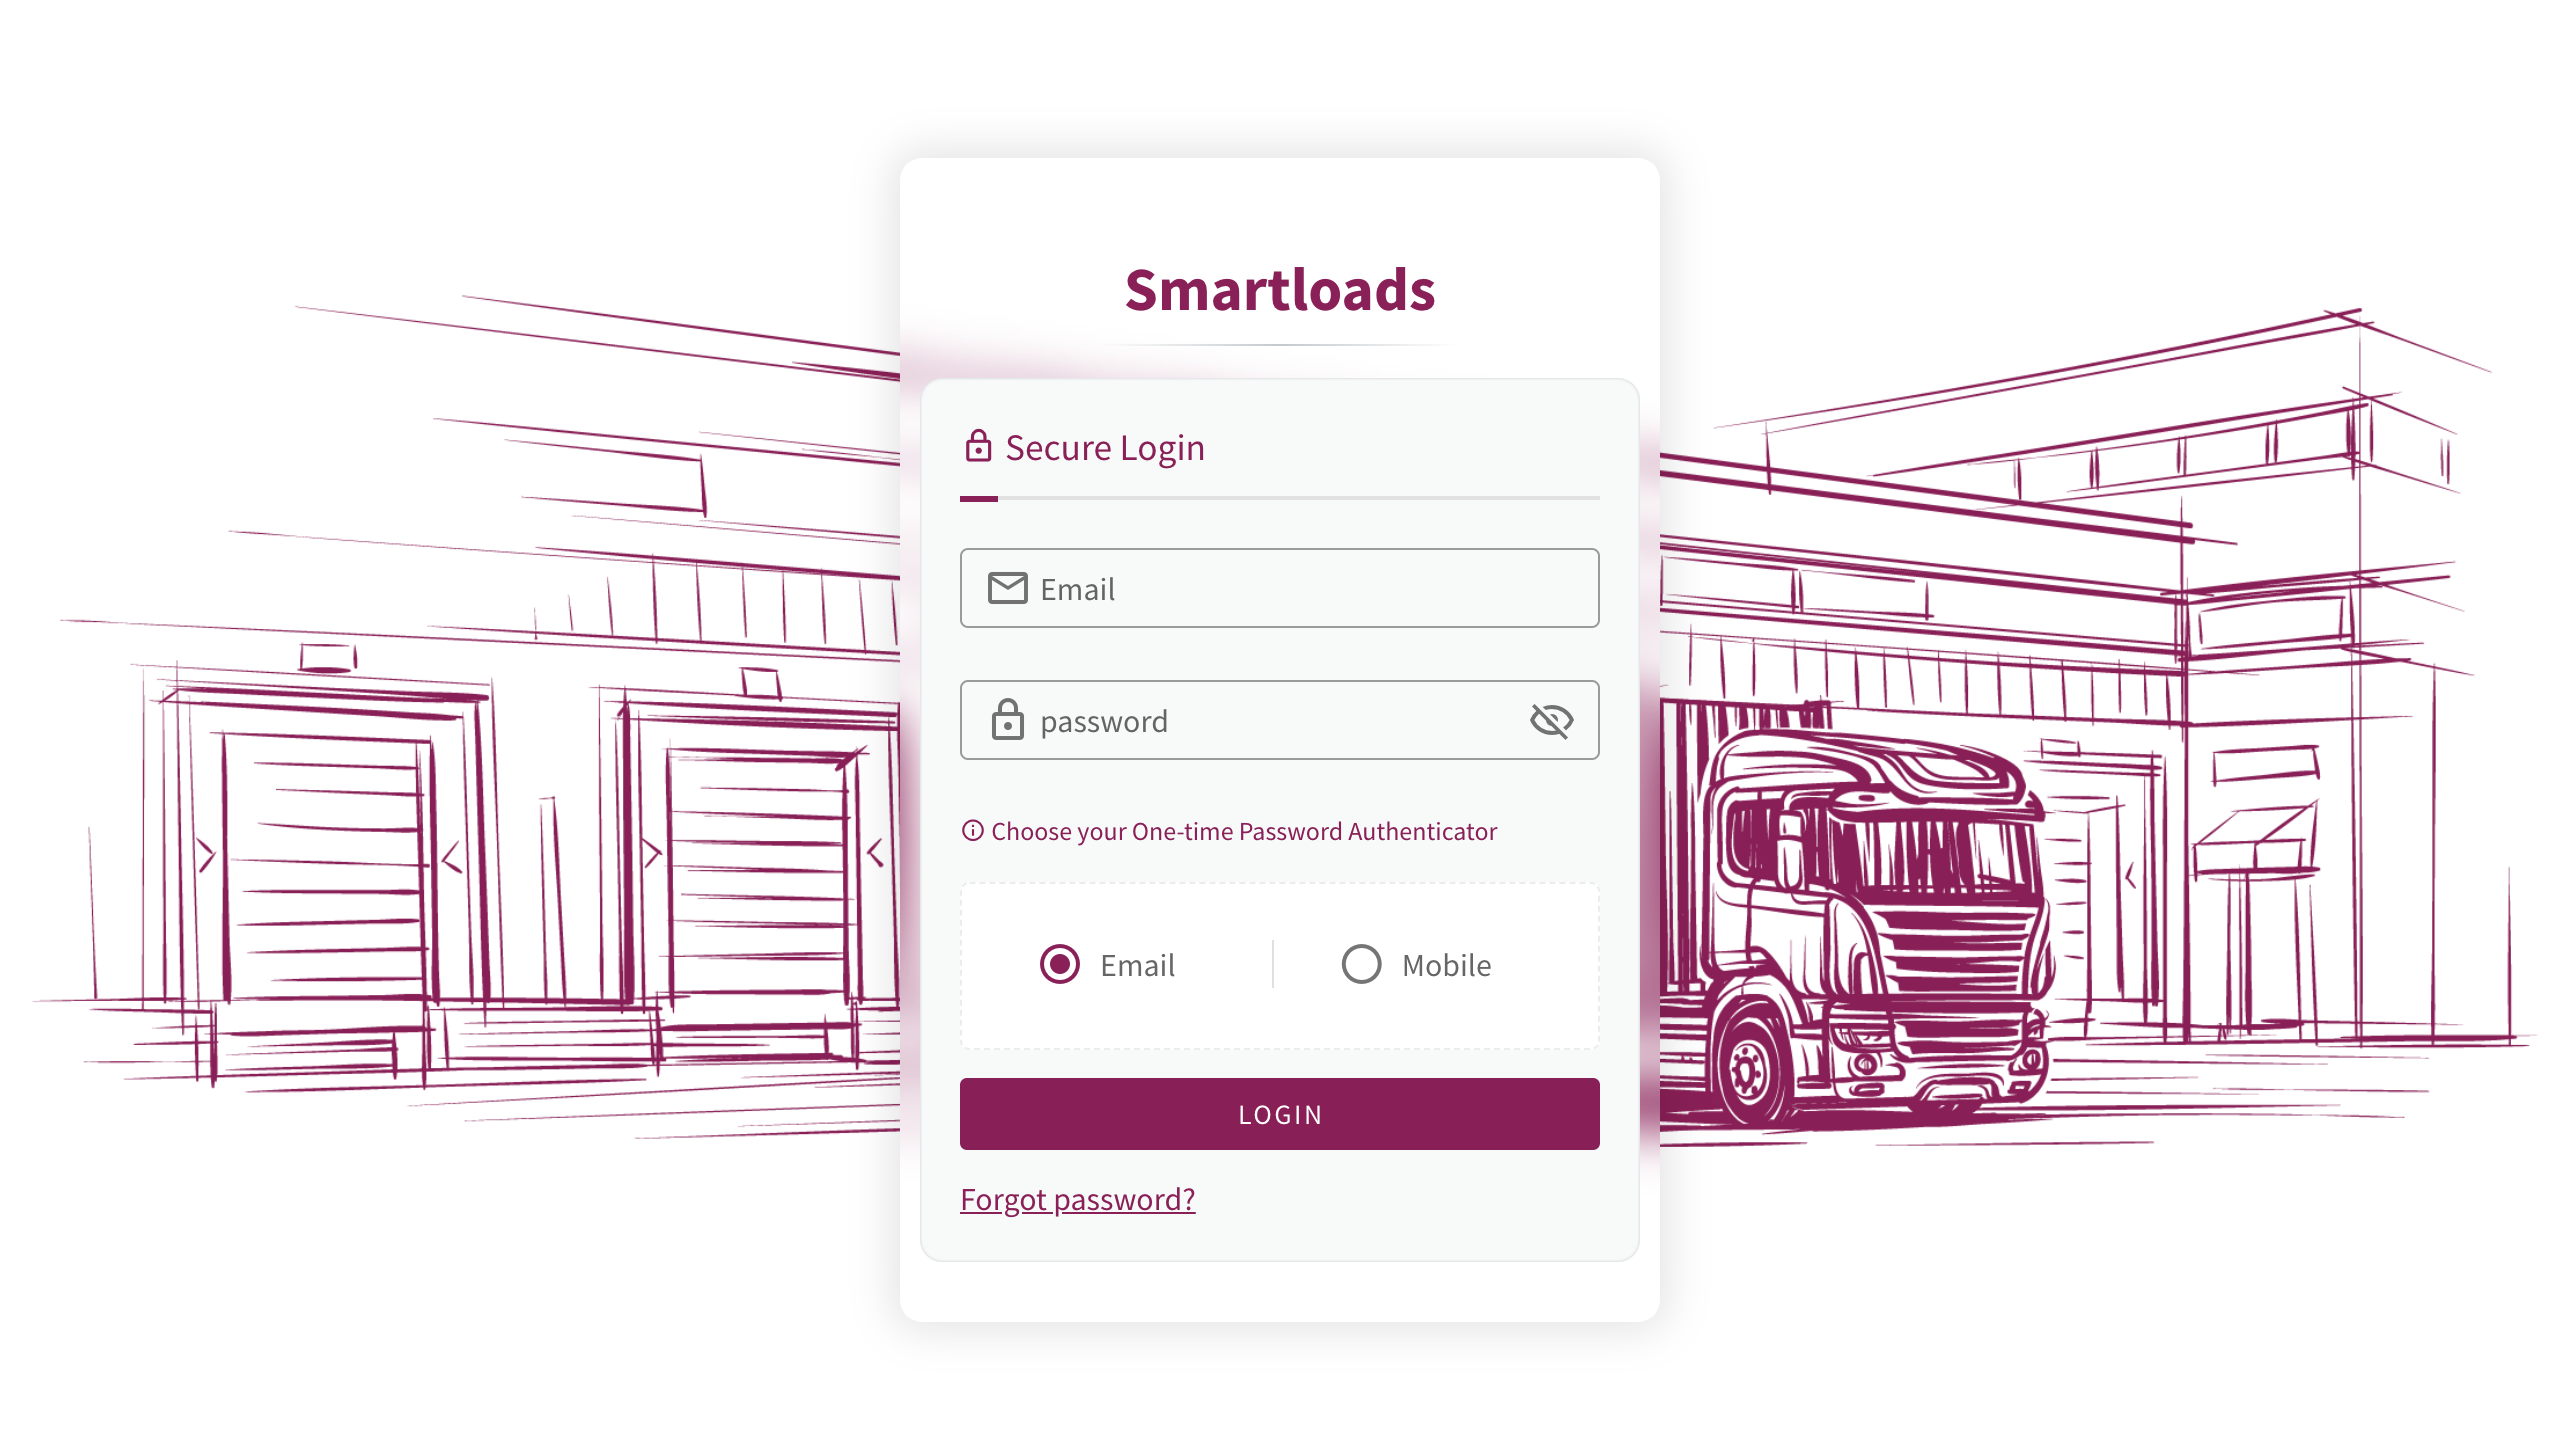 Smartloads
Secure Login
Email
password
Choose your One-time Password Authenticator
Email
Mobile
LOGIN
Forgot password?